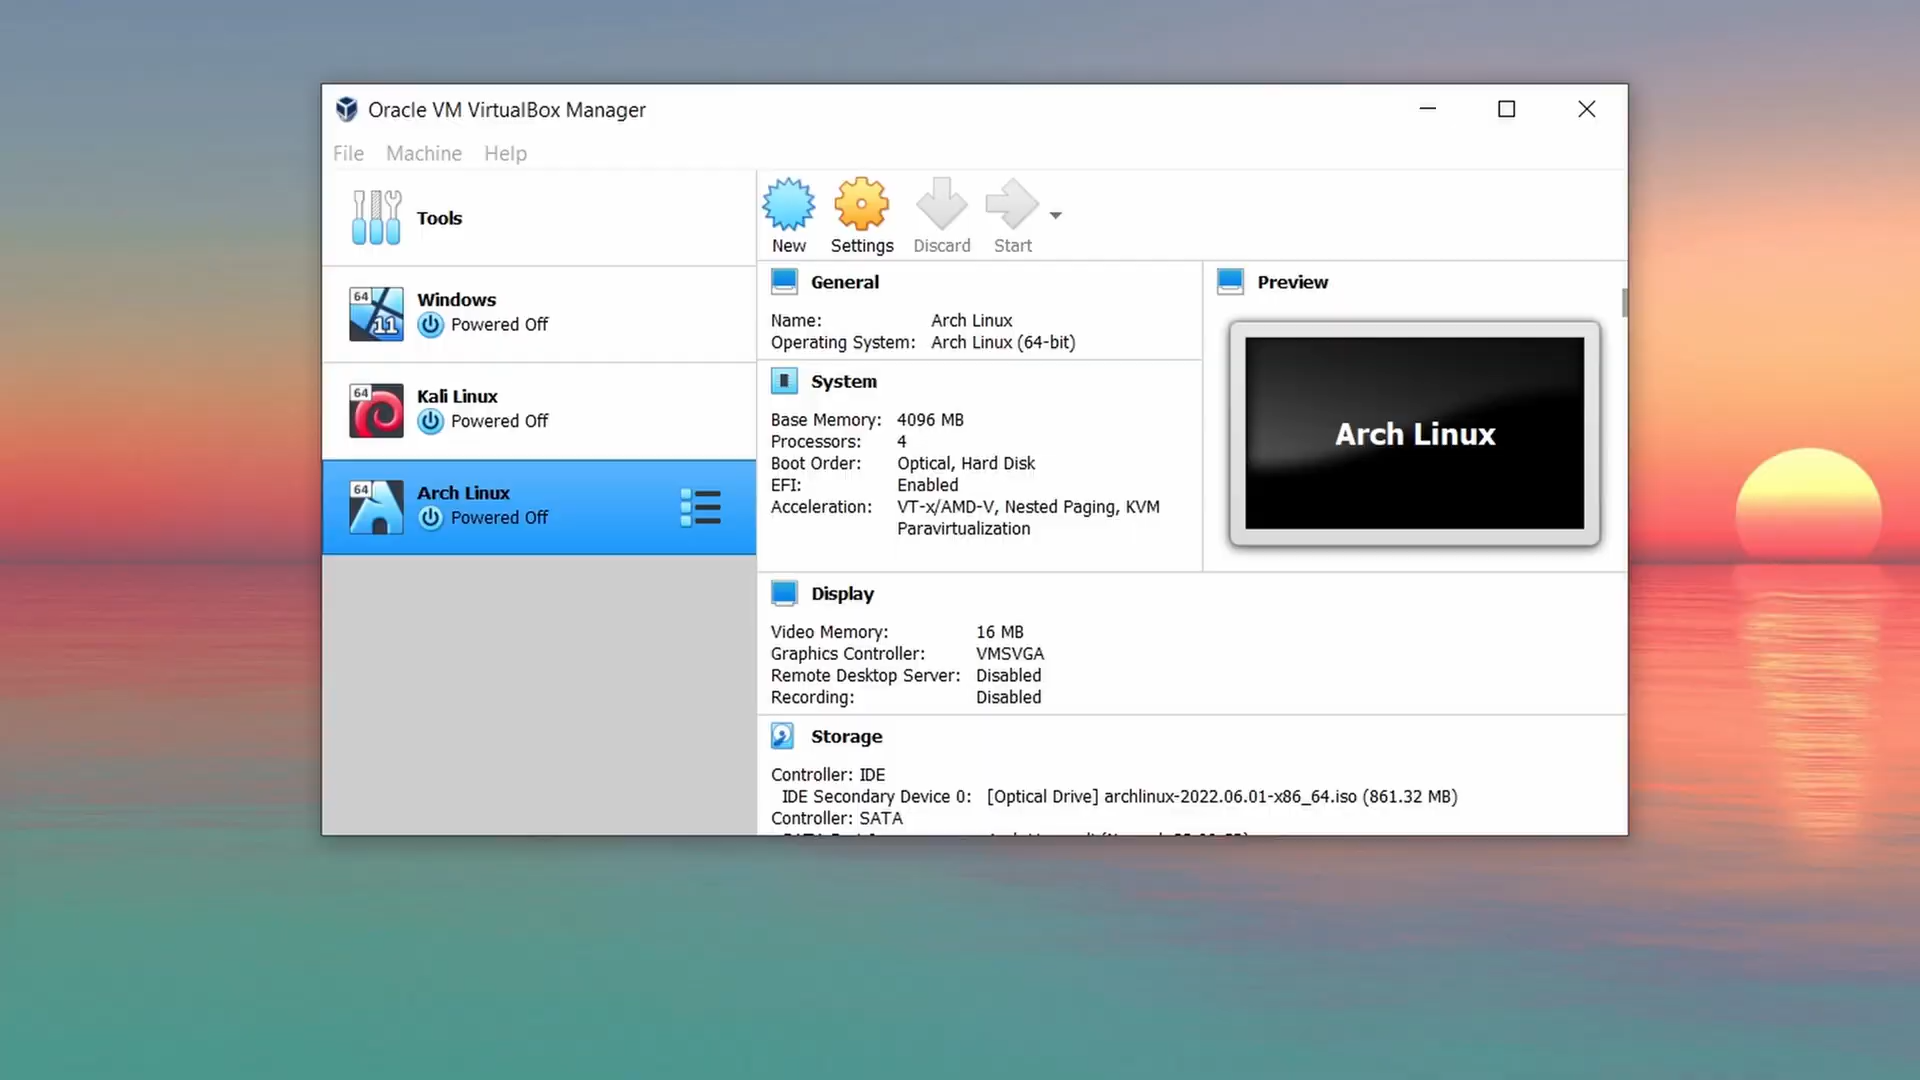 Oracle VM VirtualBox Manager
File Machine Help
Tools
64
11
Windows
Powered Off
64
Kali Linux
Powered Off
64
Arch Linux
Powered Off
New Settings Discard Start
General
Name: Arch Linux
Operating System: Arch Linux (64-bit)
System
Base Memory: 4096 MB
Processors: 4
Boot Order: Optical, Hard Disk
EFI: Enabled
Acceleration: VT-x/AMD-V, Nested Paging, KVM
Paravirtualization
Preview
Arch Linux
Display
Video Memory: 16 MB
Graphics Controller: VMSVGA
Remote Desktop Server: Disabled
Recording: Disabled
Storage
Controller: IDE
IDE Secondary Device 0: [Optical Drive] archlinux-2022.06.01-x86_64.iso (861.32 MB)
Controller: SATA